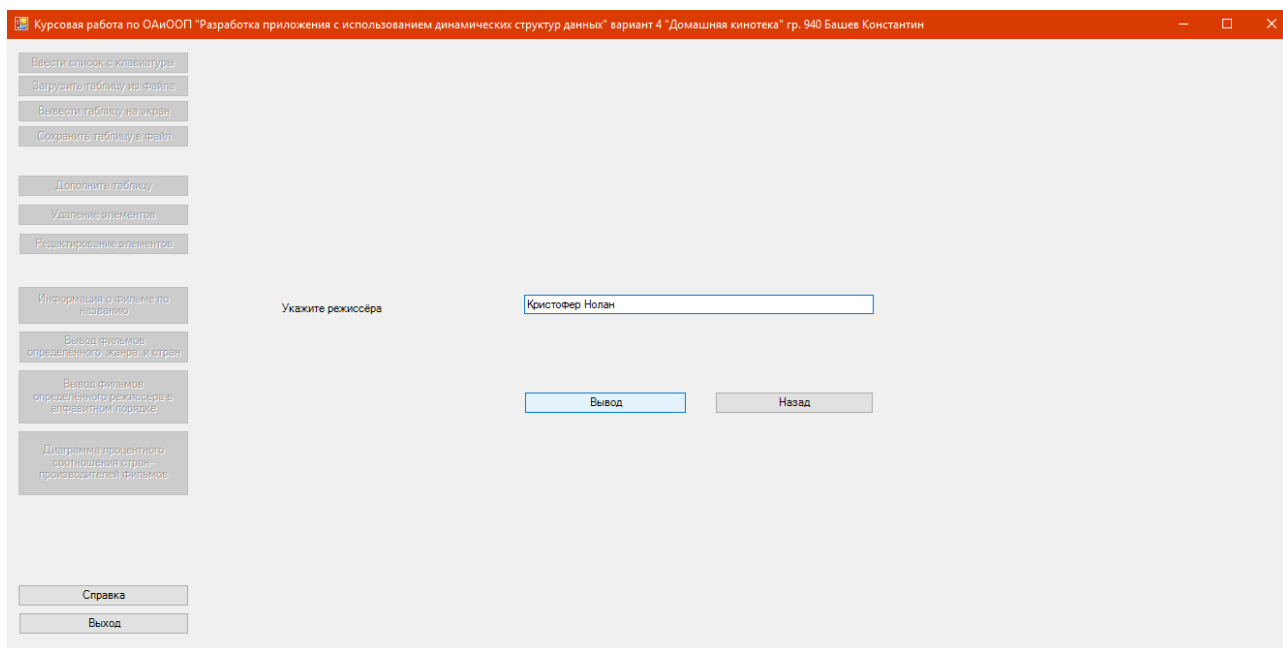 Курсовая работа по ОАиООП "Разработка приложения с использованием динамических структур данных" вариант 4 "Домашняя кинотека" гр. 940 Башев Константин
Ввести список с клавиатуры
Загрузить таблицу из файла
Вывести таблицу на экран
Сохранить таблицу в файл
Дополнить таблицу
Удаление элементов
Редактирование элементов
Информация о фильме по
названию
Укажите режиссёра
Кристофер Нолан
Вывод фильмов
определённого жанра и стран
Вывод фильмов
определённого режиссёра в
алфавитном порядке
Вывод
Назад
Диаграмма процентного
соотношения стран-
производителей фильмов
Справка
Выход